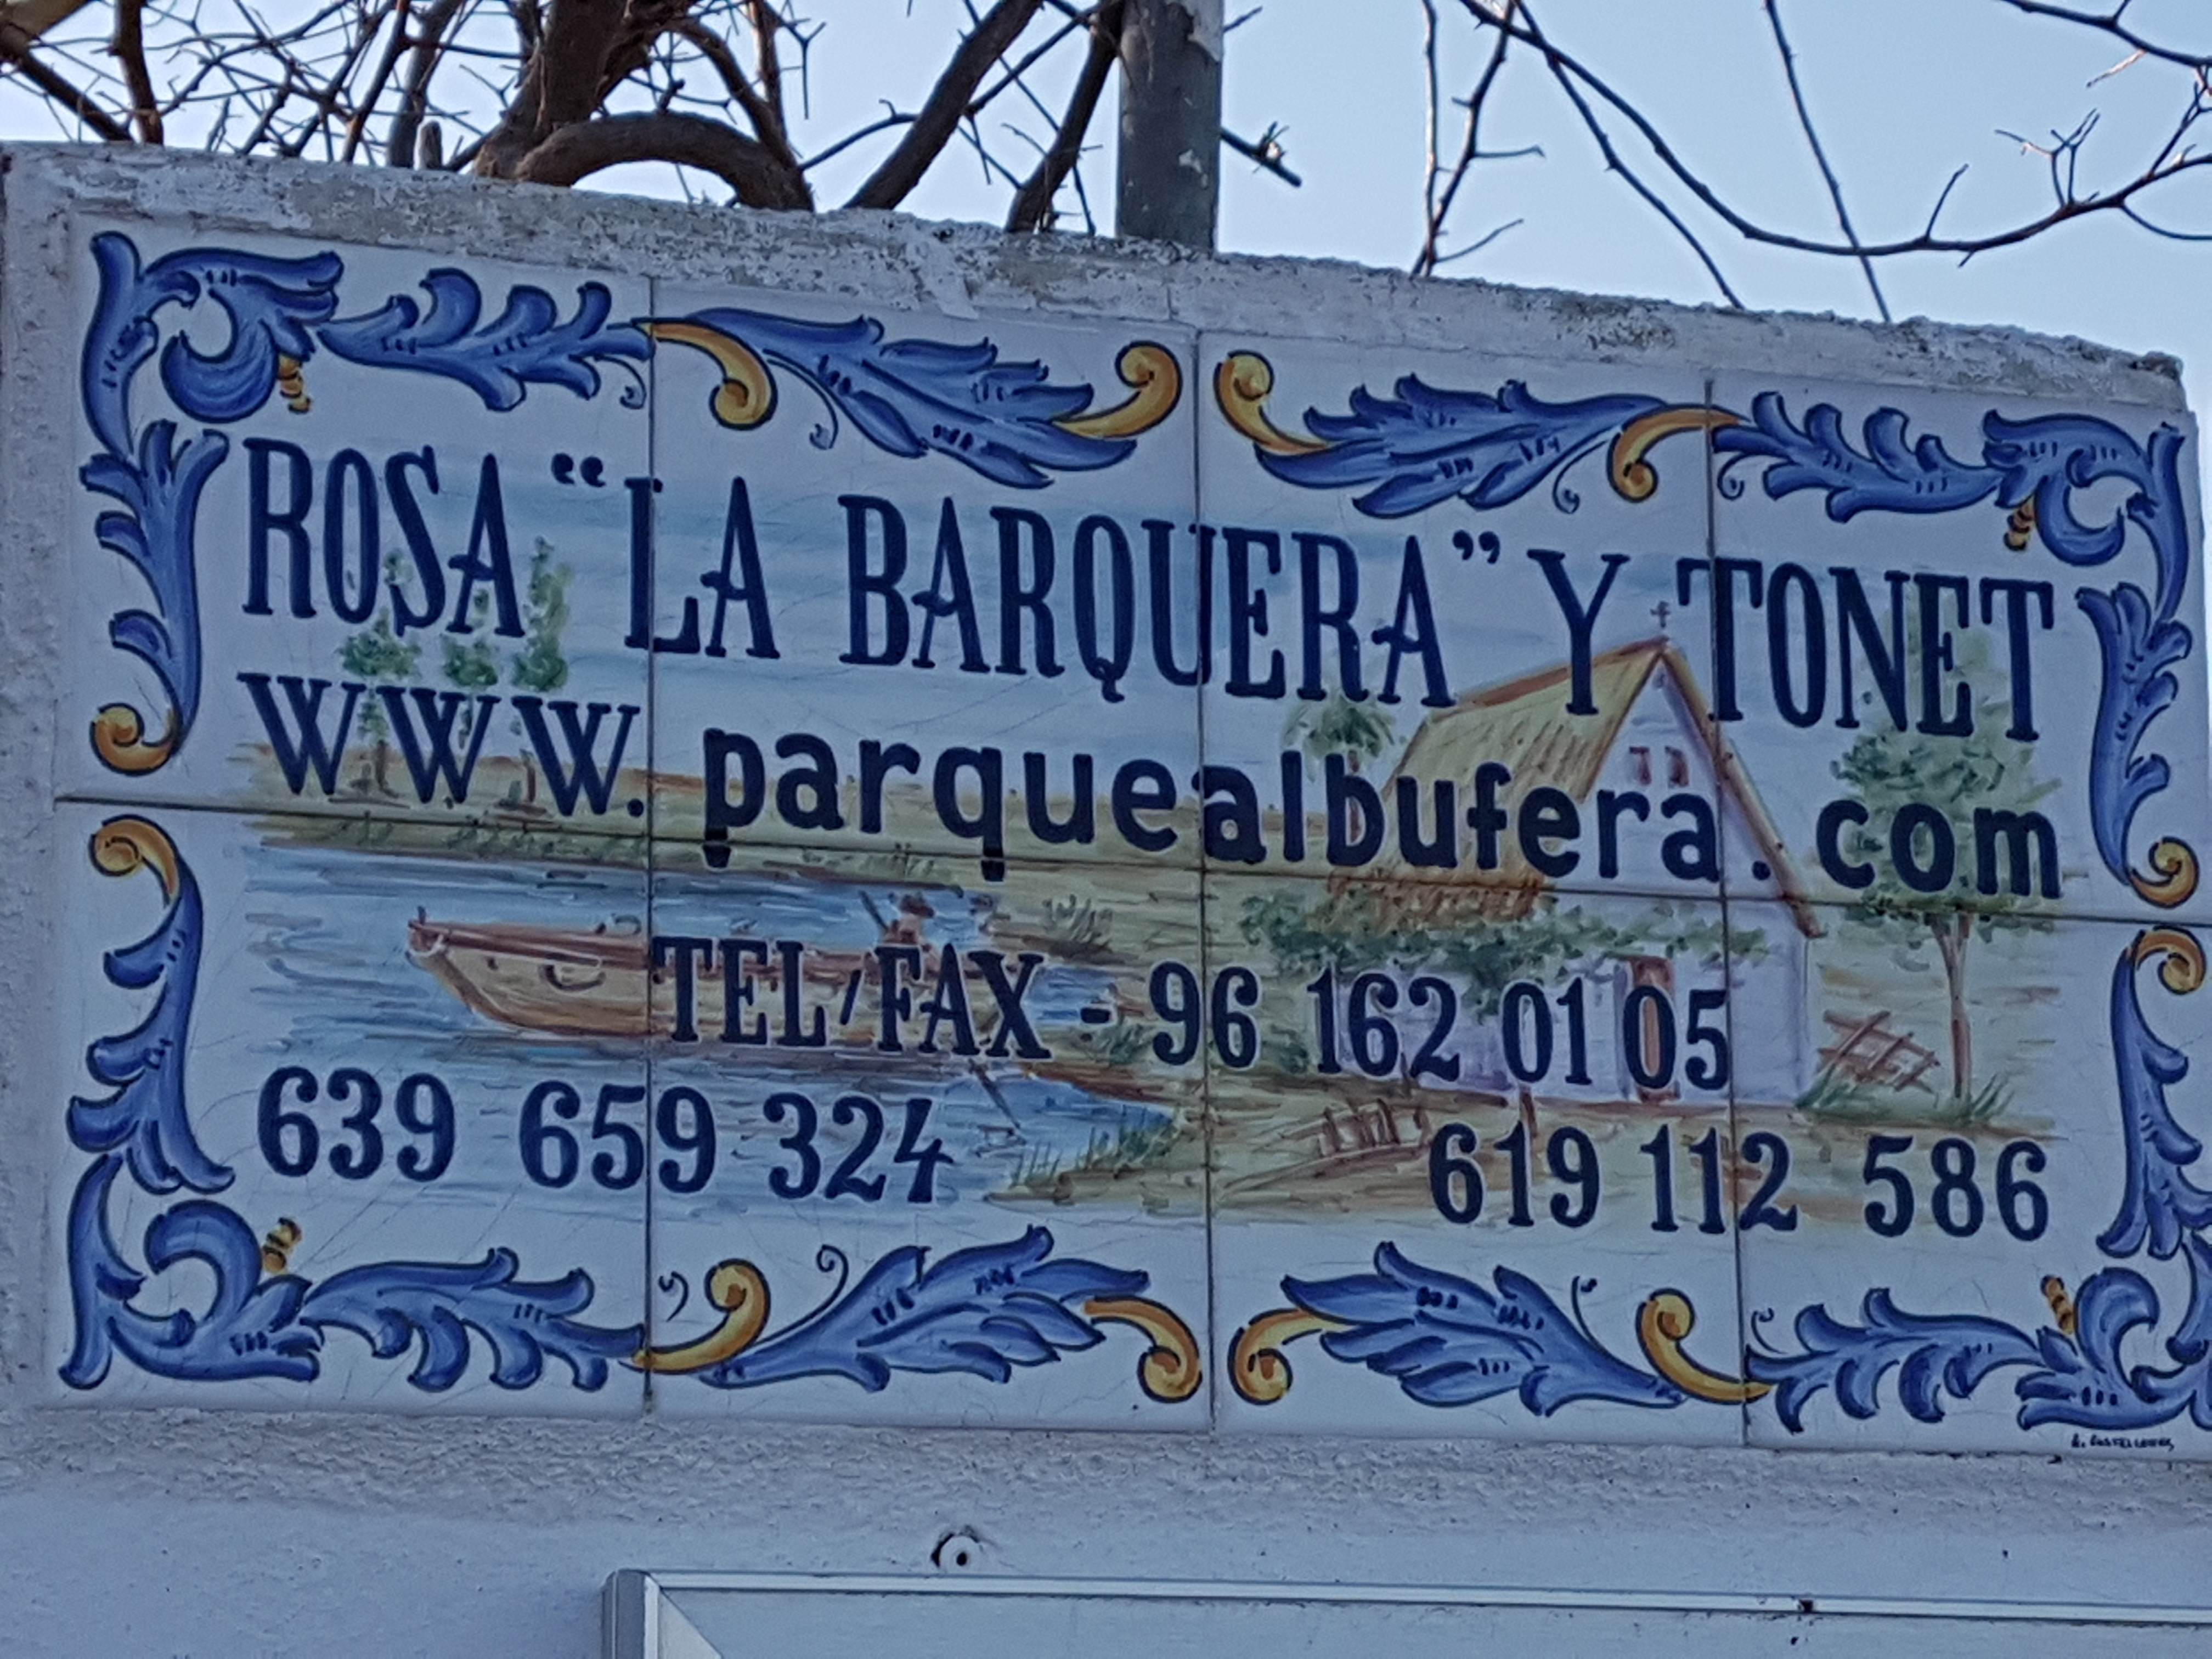 ROSA “LA BARQUERA” Y TONET
WWW. parquealbufera.com
TEL/FAX - 96 162 01 05
639 659 324
619 112 586